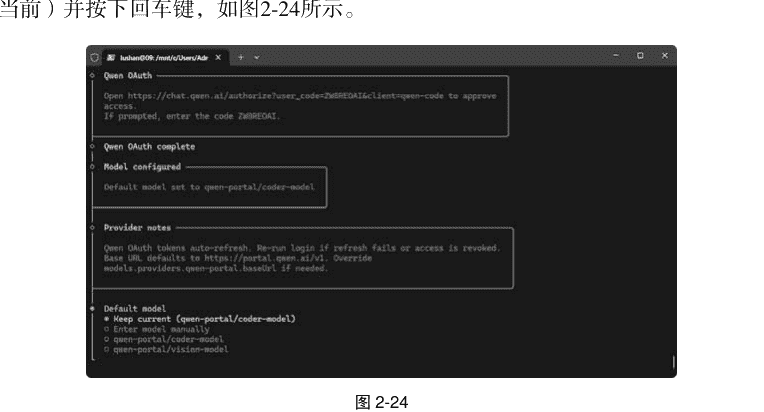 当前）并按下回车键，如图2-24所示。
lushan@09: /mnt/c/Users/Adr
Qwen OAuth
Open https://chat.qwen.ai/authorize?user_code=ZW8REOAI&client=qwen-code to approve
access.
If prompted, enter the code ZW8REOAI.
Qwen OAuth complete
Model configured
Default model set to qwen-portal/coder-model
Provider notes
Qwen OAuth tokens auto-refresh. Re-run login if refresh fails or access is revoked.
Base URL defaults to https://portal.qwen.ai/v1. Override
models.providers.qwen-portal.baseUrl if needed.
Default model
Keep current (qwen-portal/coder-model)
Enter model manually
qwen-portal/coder-model
qwen-portal/vision-model
图 2-24